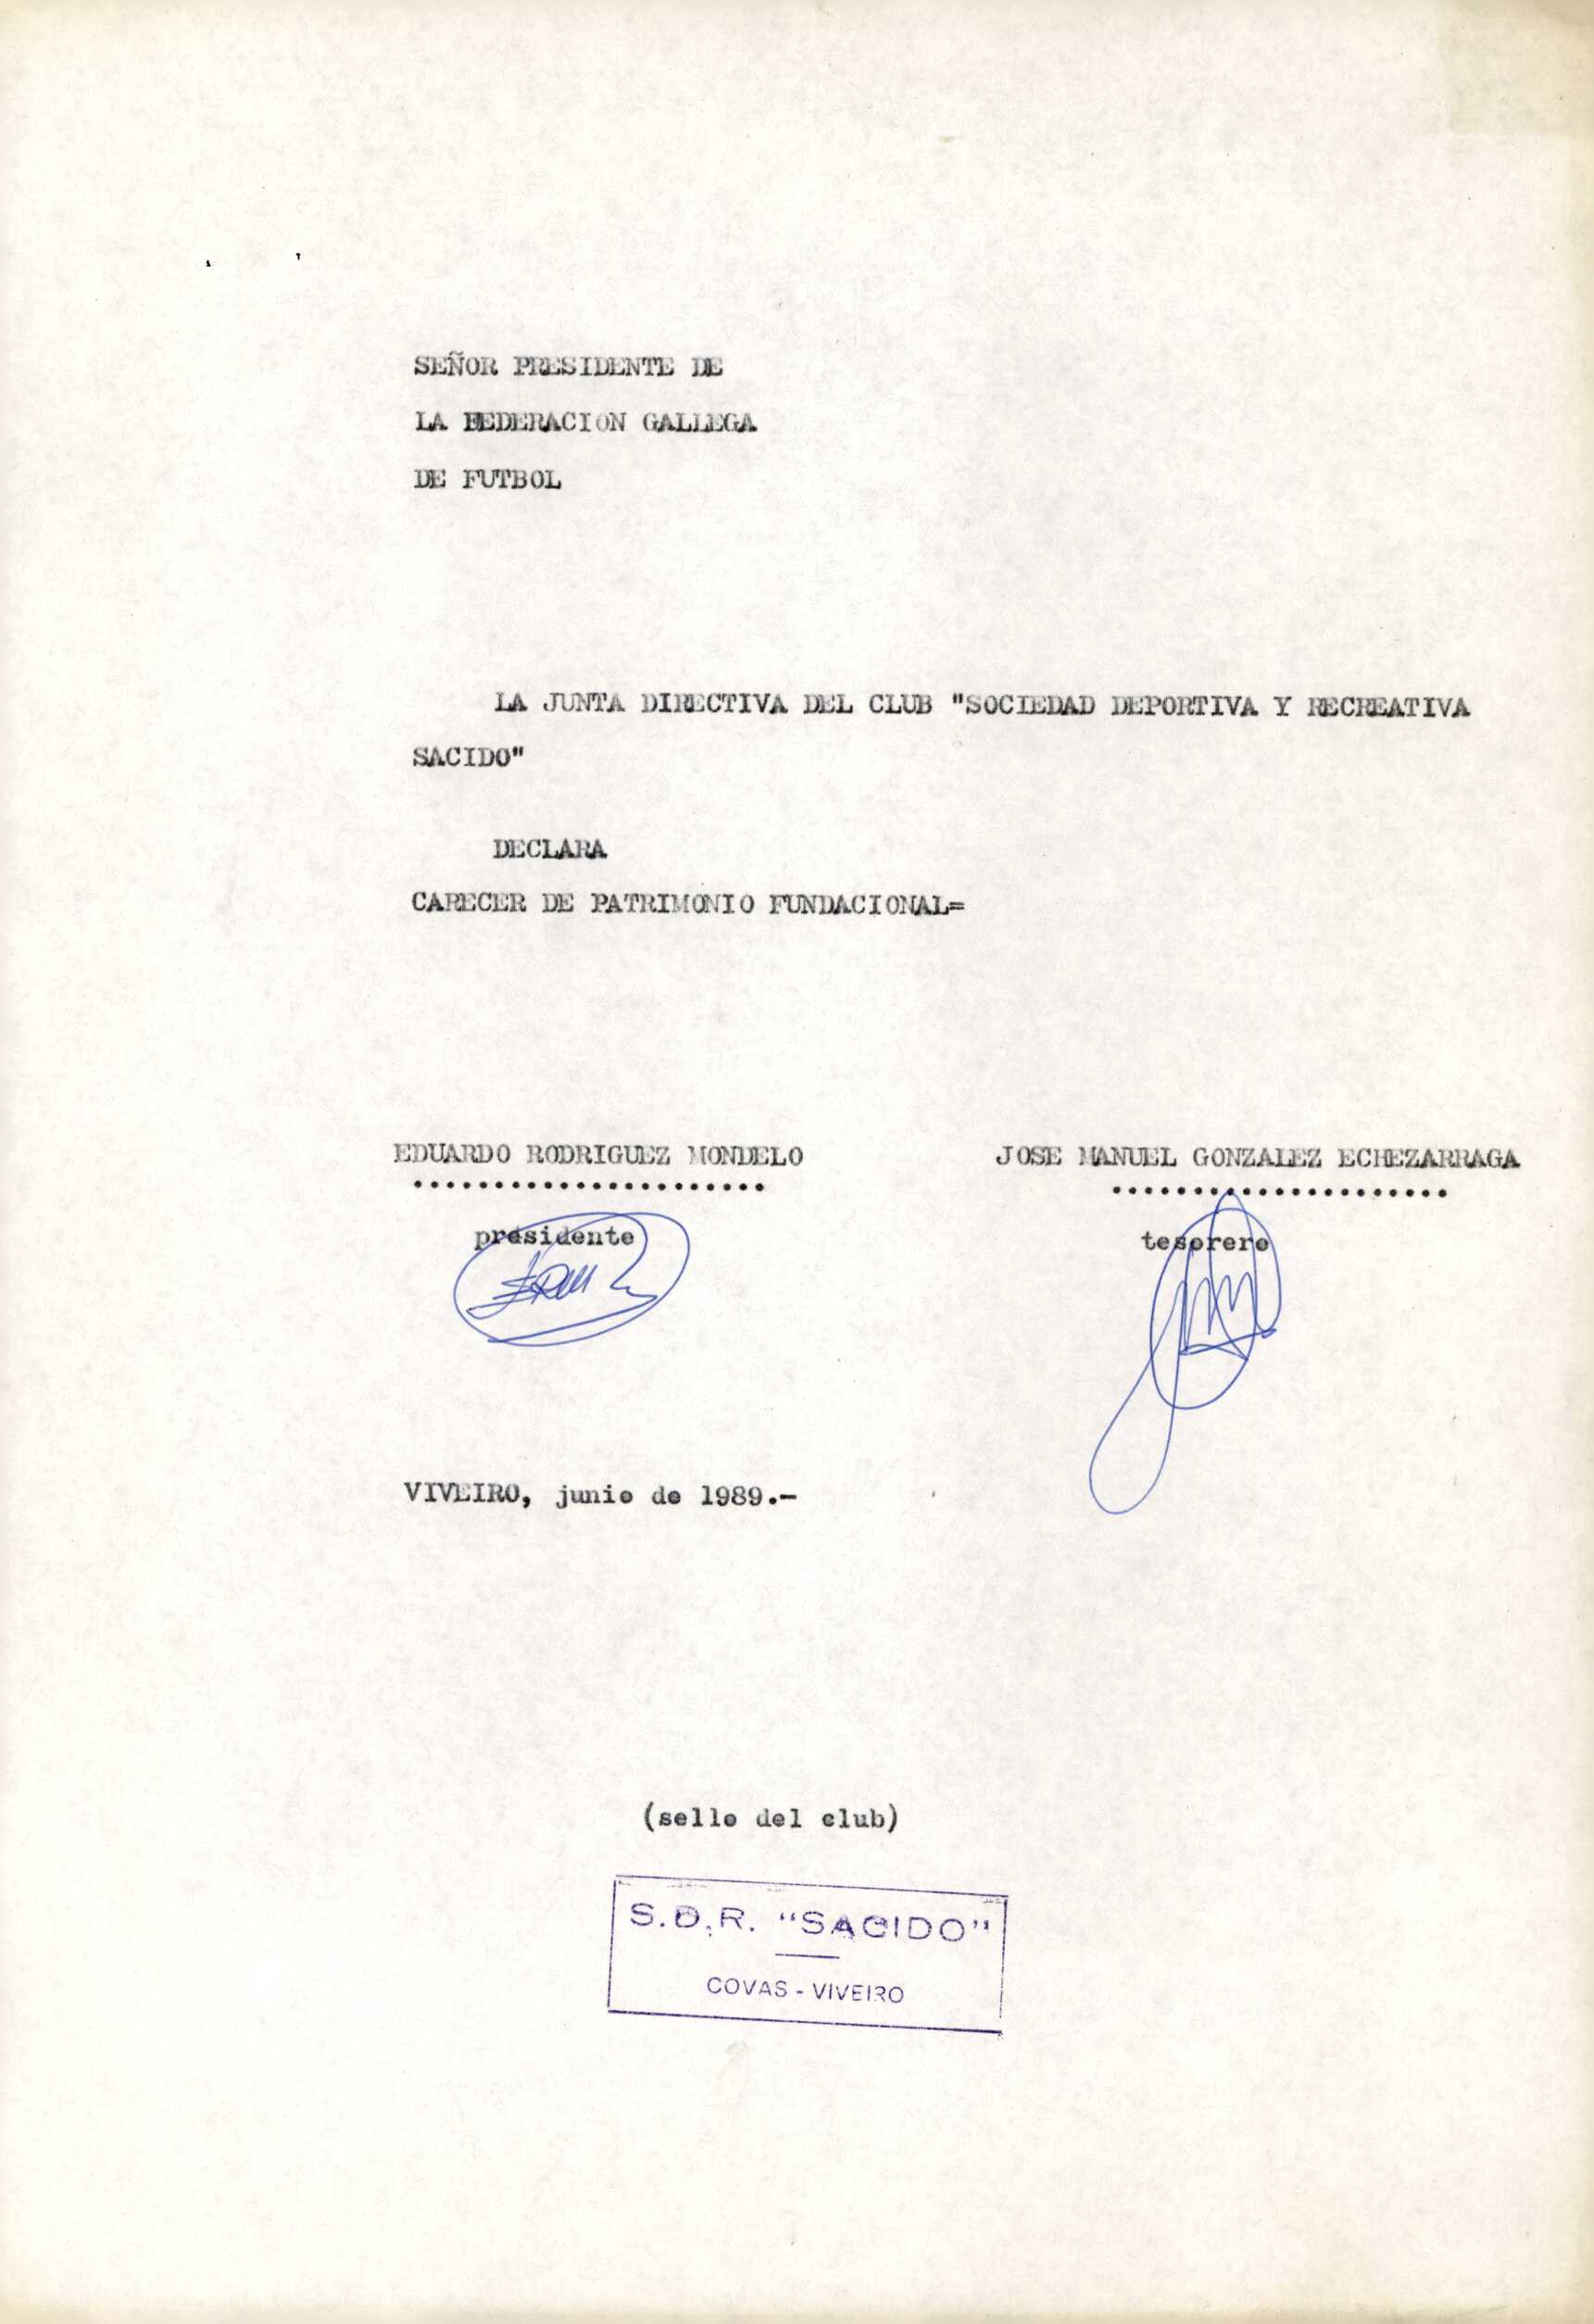 SEÑOR PRESIDENTE DE
LA FEDERACION GALLEGA
DE FUTBOL
LA JUNTA DIRECTIVA DEL CLUB "SOCIEDAD DEPORTIVA Y RECREATIVA
SACIDO"
DECLARA
CARECER DE PATRIMONIO FUNDACIONAL=
EDUARDO RODRIGUEZ MONDELO JOSE MANUEL GONZALEZ ECHEZARRAGA
presidente tesorero
VIVEIRO, junio de 1989.-
(sello del club)
S.D.R. "SACIDO"
COVAS - VIVEIRO